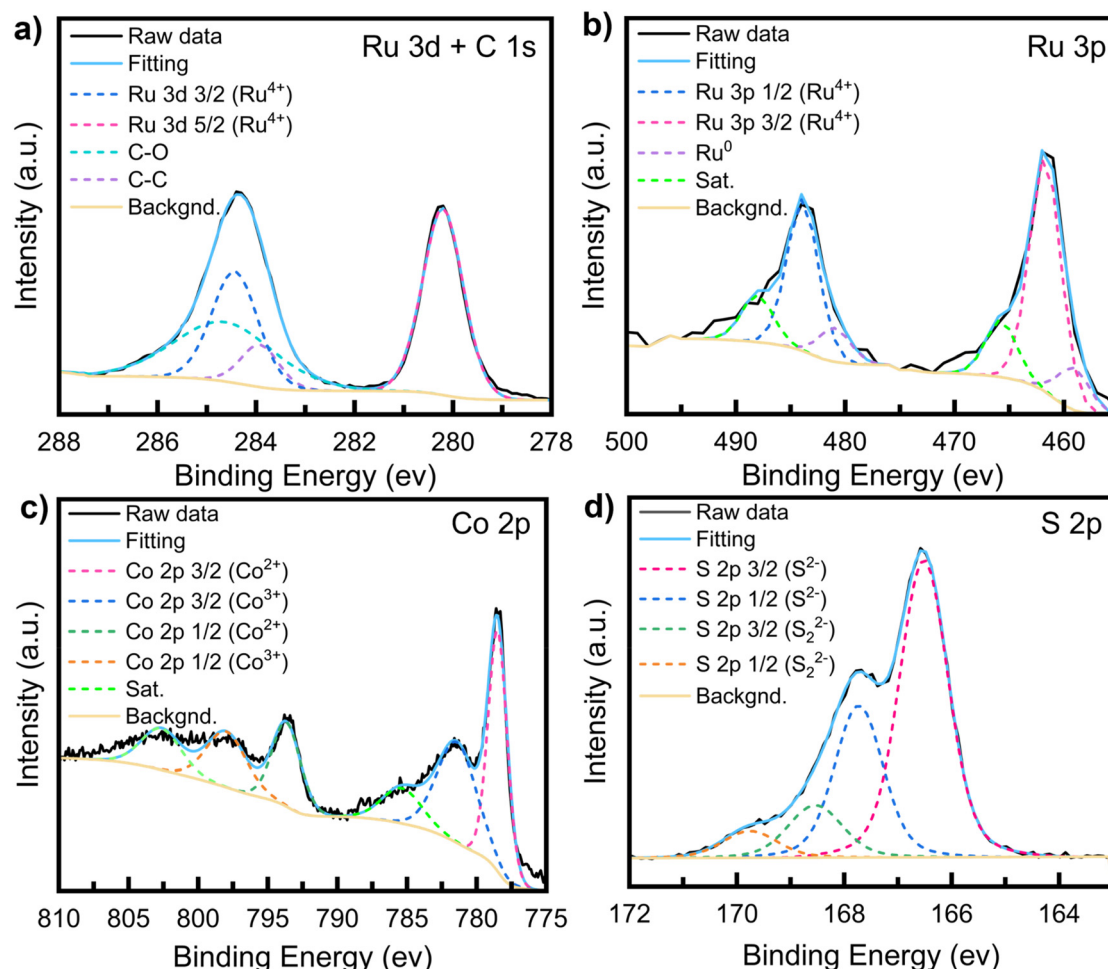 a)
Raw data
Ru 3d + C 1s
Fitting
Ru 3d 3/2 (Ru⁴⁺)
Ru 3d 5/2 (Ru⁴⁺)
C-O
C-C
Backgnd.
Intensity (a.u.)
288 286 284 282 280 278
Binding Energy (ev)
b)
Raw data
Ru 3p
Fitting
Ru 3p 1/2 (Ru⁴⁺)
Ru 3p 3/2 (Ru⁴⁺)
Ru⁰
Sat.
Backgnd.
Intensity (a.u.)
500 490 480 470 460
Binding Energy (ev)
c)
Raw data
Co 2p
Fitting
Co 2p 3/2 (Co²⁺)
Co 2p 3/2 (Co³⁺)
Co 2p 1/2 (Co²⁺)
Co 2p 1/2 (Co³⁺)
Sat.
Backgnd.
Intensity (a.u.)
810 805 800 795 790 785 780 775
Binding Energy (ev)
d)
Raw data
S 2p
Fitting
S 2p 3/2 (S²⁻)
S 2p 1/2 (S²⁻)
S 2p 3/2 (S₂²⁻)
S 2p 1/2 (S₂²⁻)
Backgnd.
Intensity (a.u.)
172 170 168 166 164
Binding Energy (ev)